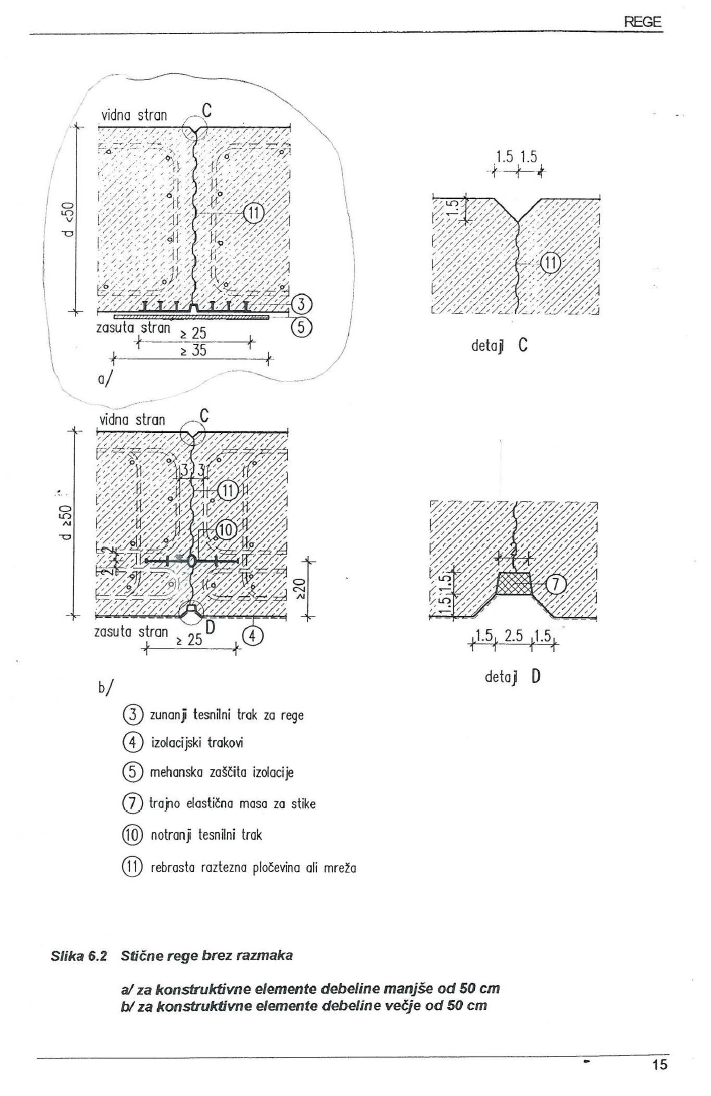 REGE
vidna stran
C
d <50
11
3
5
zasuta stran
≥ 25
≥ 35
a/
1.5 1.5
1.5
11
detajl C
vidna stran
C
3 3
11
10
d ≥50
2 2
≥20
zasuta stran
D
≥ 25
4
b/
7
1.5 1.5
1.5 2.5 1.5
detajl D
3 zunanji tesnilni trak za rege
4 izolacijski trakovi
5 mehanska zaščita izolacije
7 trajno elastična masa za stike
10 notranji tesnilni trak
11 rebrasta raztezna pločevina ali mreža
Slika 6.2 Stične rege brez razmaka
a/ za konstruktivne elemente debeline manjše od 50 cm
b/ za konstruktivne elemente debeline večje od 50 cm
15